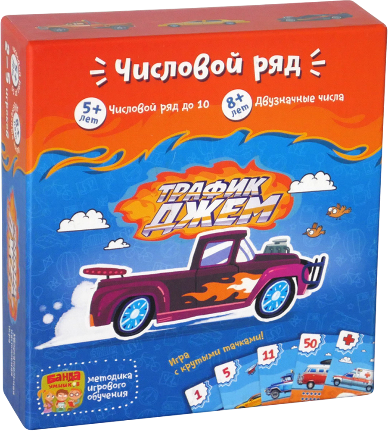 Числовой ряд
5+ лет
Числовой ряд до 10
8+ лет
Двузначные числа
ТРАФИК
ДЖЕМ
Игра
с крутыми тачками!
1
5
11
50
БАНДА
УМНИКОВ
методика
игрового
обучения